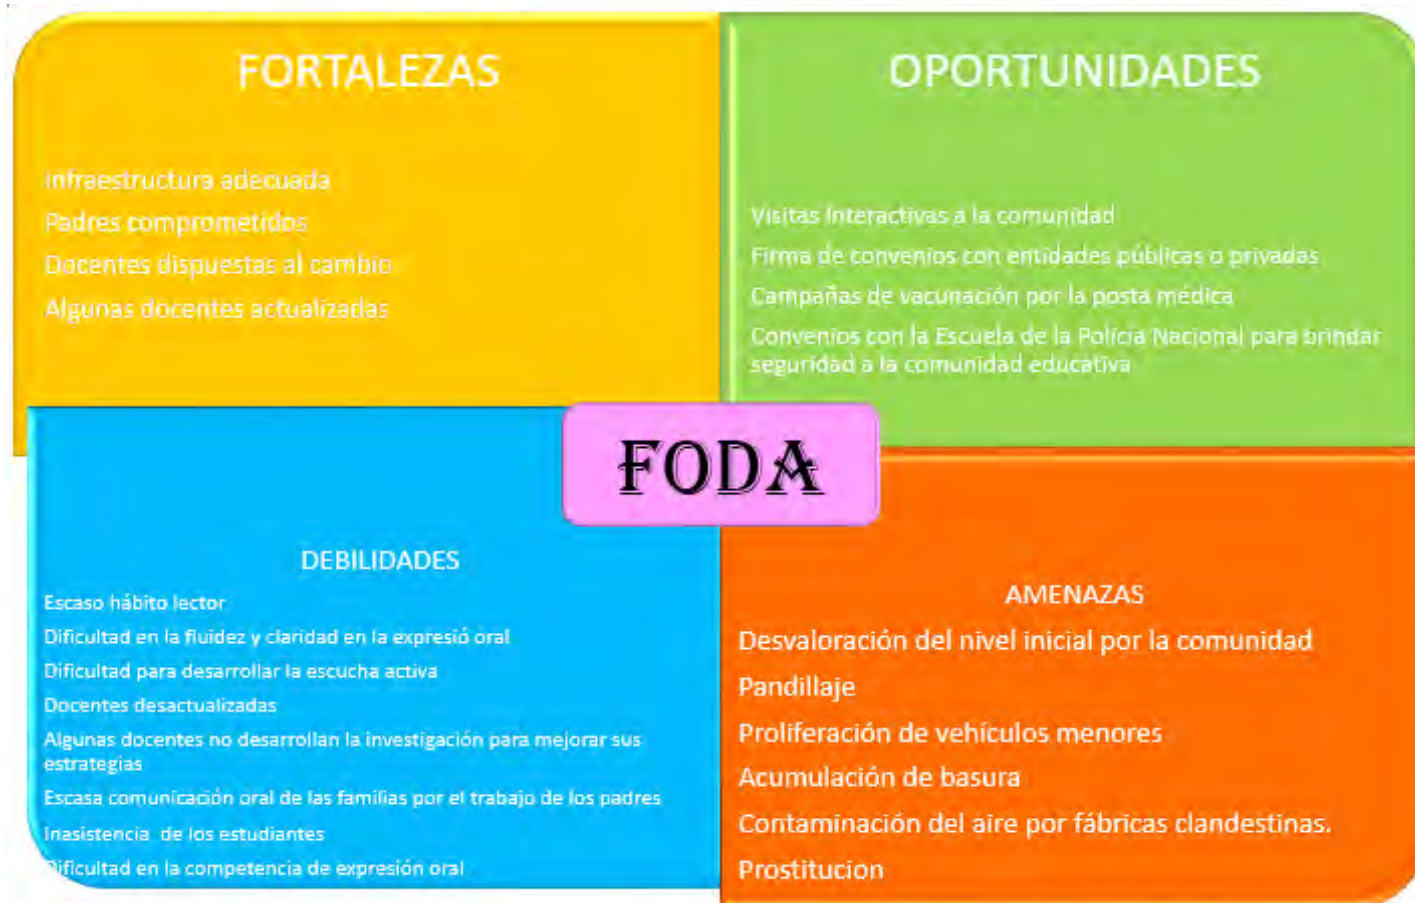 FORTALEZAS
Infraestructura adecuada
Padres comprometidos
Docentes dispuestas al cambio
Algunas docentes actualizadas
OPORTUNIDADES
Visitas Interactivas a la comunidad
Firma de convenios con entidades públicas o privadas
Campañas de vacunación por la posta médica
Convenios con la Escuela de la Policía Nacional para brindar
seguridad a la comunidad educativa
FODA
DEBILIDADES
Escaso hábito lector
Dificultad en la fluidez y claridad en la expresió oral
Dificultad para desarrollar la escucha activa
Docentes desactualizadas
Algunas docentes no desarrollan la investigación para mejorar sus
estrategias
Escasa comunicación oral de las familias por el trabajo de los padres
Inasistencia de los estudiantes
Dificultad en la competencia de expresión oral
AMENAZAS
Desvaloración del nivel inicial por la comunidad
Pandillaje
Proliferación de vehículos menores
Acumulación de basura
Contaminación del aire por fábricas clandestinas.
Prostitucion